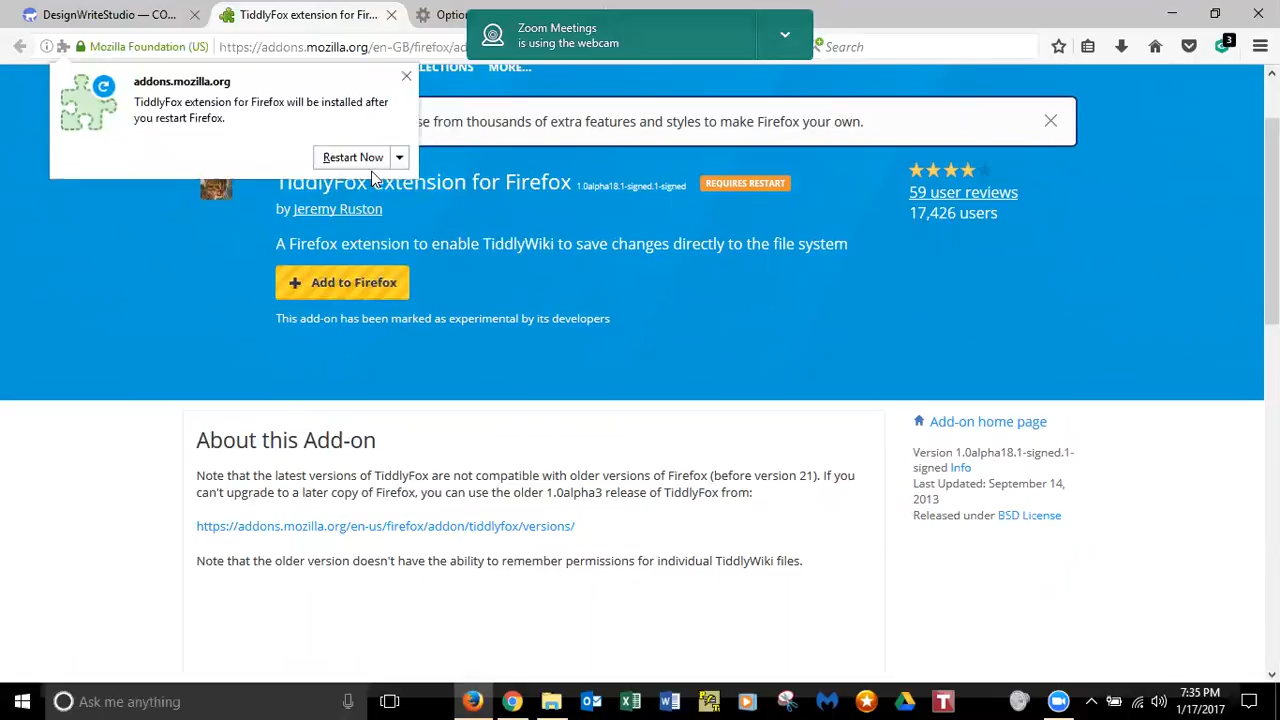 DesignWriteStudio — CO...
TiddlyFox extension for Fir...
Optio
Zoom Meetings
is using the webcam
Mozilla Foundation (US)
https://addons.mozilla.org/en-GB/firefox/ad
Search
3
LECTIONS MORE...
addons.mozilla.org
TiddlyFox extension for Firefox will be installed after
you restart Firefox.
Restart Now
se from thousands of extra features and styles to make Firefox your own.
TiddlyFox extension for Firefox 1.0alpha18.1-signed.1-signed REQUIRES RESTART
by Jeremy Ruston
59 user reviews
17,426 users
A Firefox extension to enable TiddlyWiki to save changes directly to the file system
Add to Firefox
This add-on has been marked as experimental by its developers
About this Add-on
Note that the latest versions of TiddlyFox are not compatible with older versions of Firefox (before version 21). If you
can't upgrade to a later copy of Firefox, you can use the older 1.0alpha3 release of TiddlyFox from:
https://addons.mozilla.org/en-us/firefox/addon/tiddlyfox/versions/
Note that the older version doesn't have the ability to remember permissions for individual TiddlyWiki files.
Add-on home page
Version 1.0alpha18.1-signed.1-
signed Info
Last Updated: September 14,
2013
Released under BSD License
Ask me anything
7:35 PM
1/17/2017